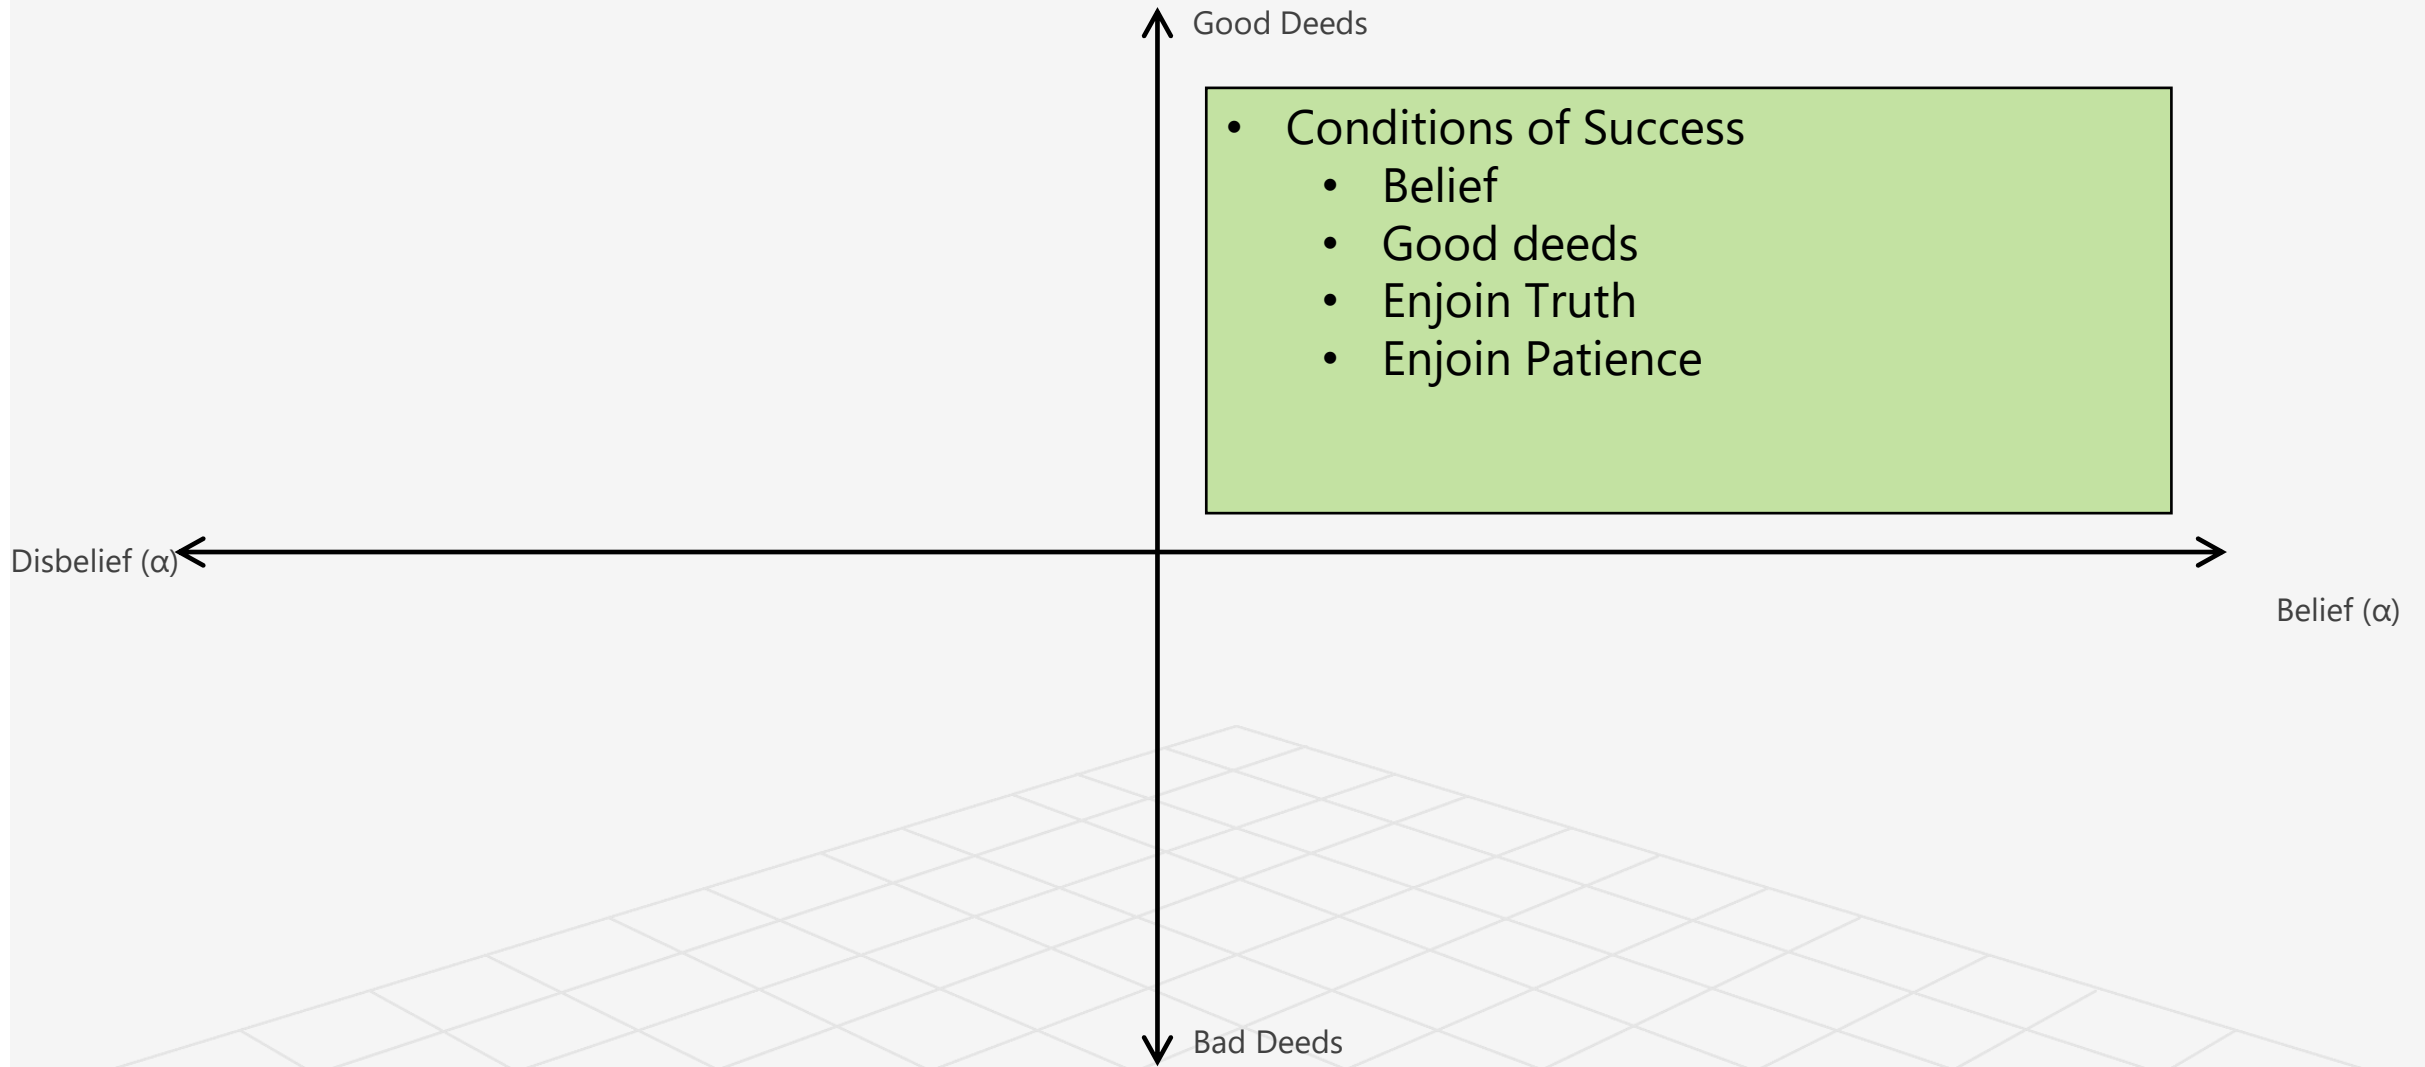 Good Deeds
• Conditions of Success
• Belief
• Good deeds
• Enjoin Truth
• Enjoin Patience
Disbelief (α)
Belief (α)
Bad Deeds